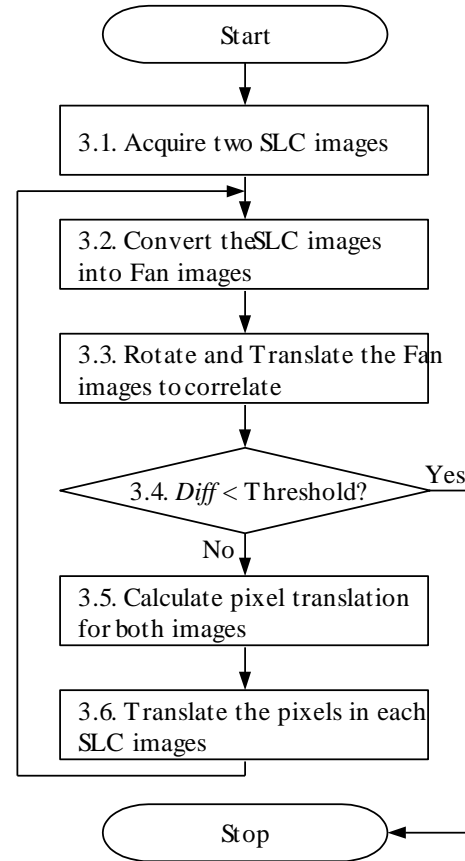 Start
3.1. Acquire two SLC images
3.2. Convert the SLC images
into Fan images
3.3. Rotate and Translate the Fan
images to correlate
3.4. Diff < Threshold?
Yes
No
3.5. Calculate pixel translation
for both images
3.6. Translate the pixels in each
SLC images
Stop